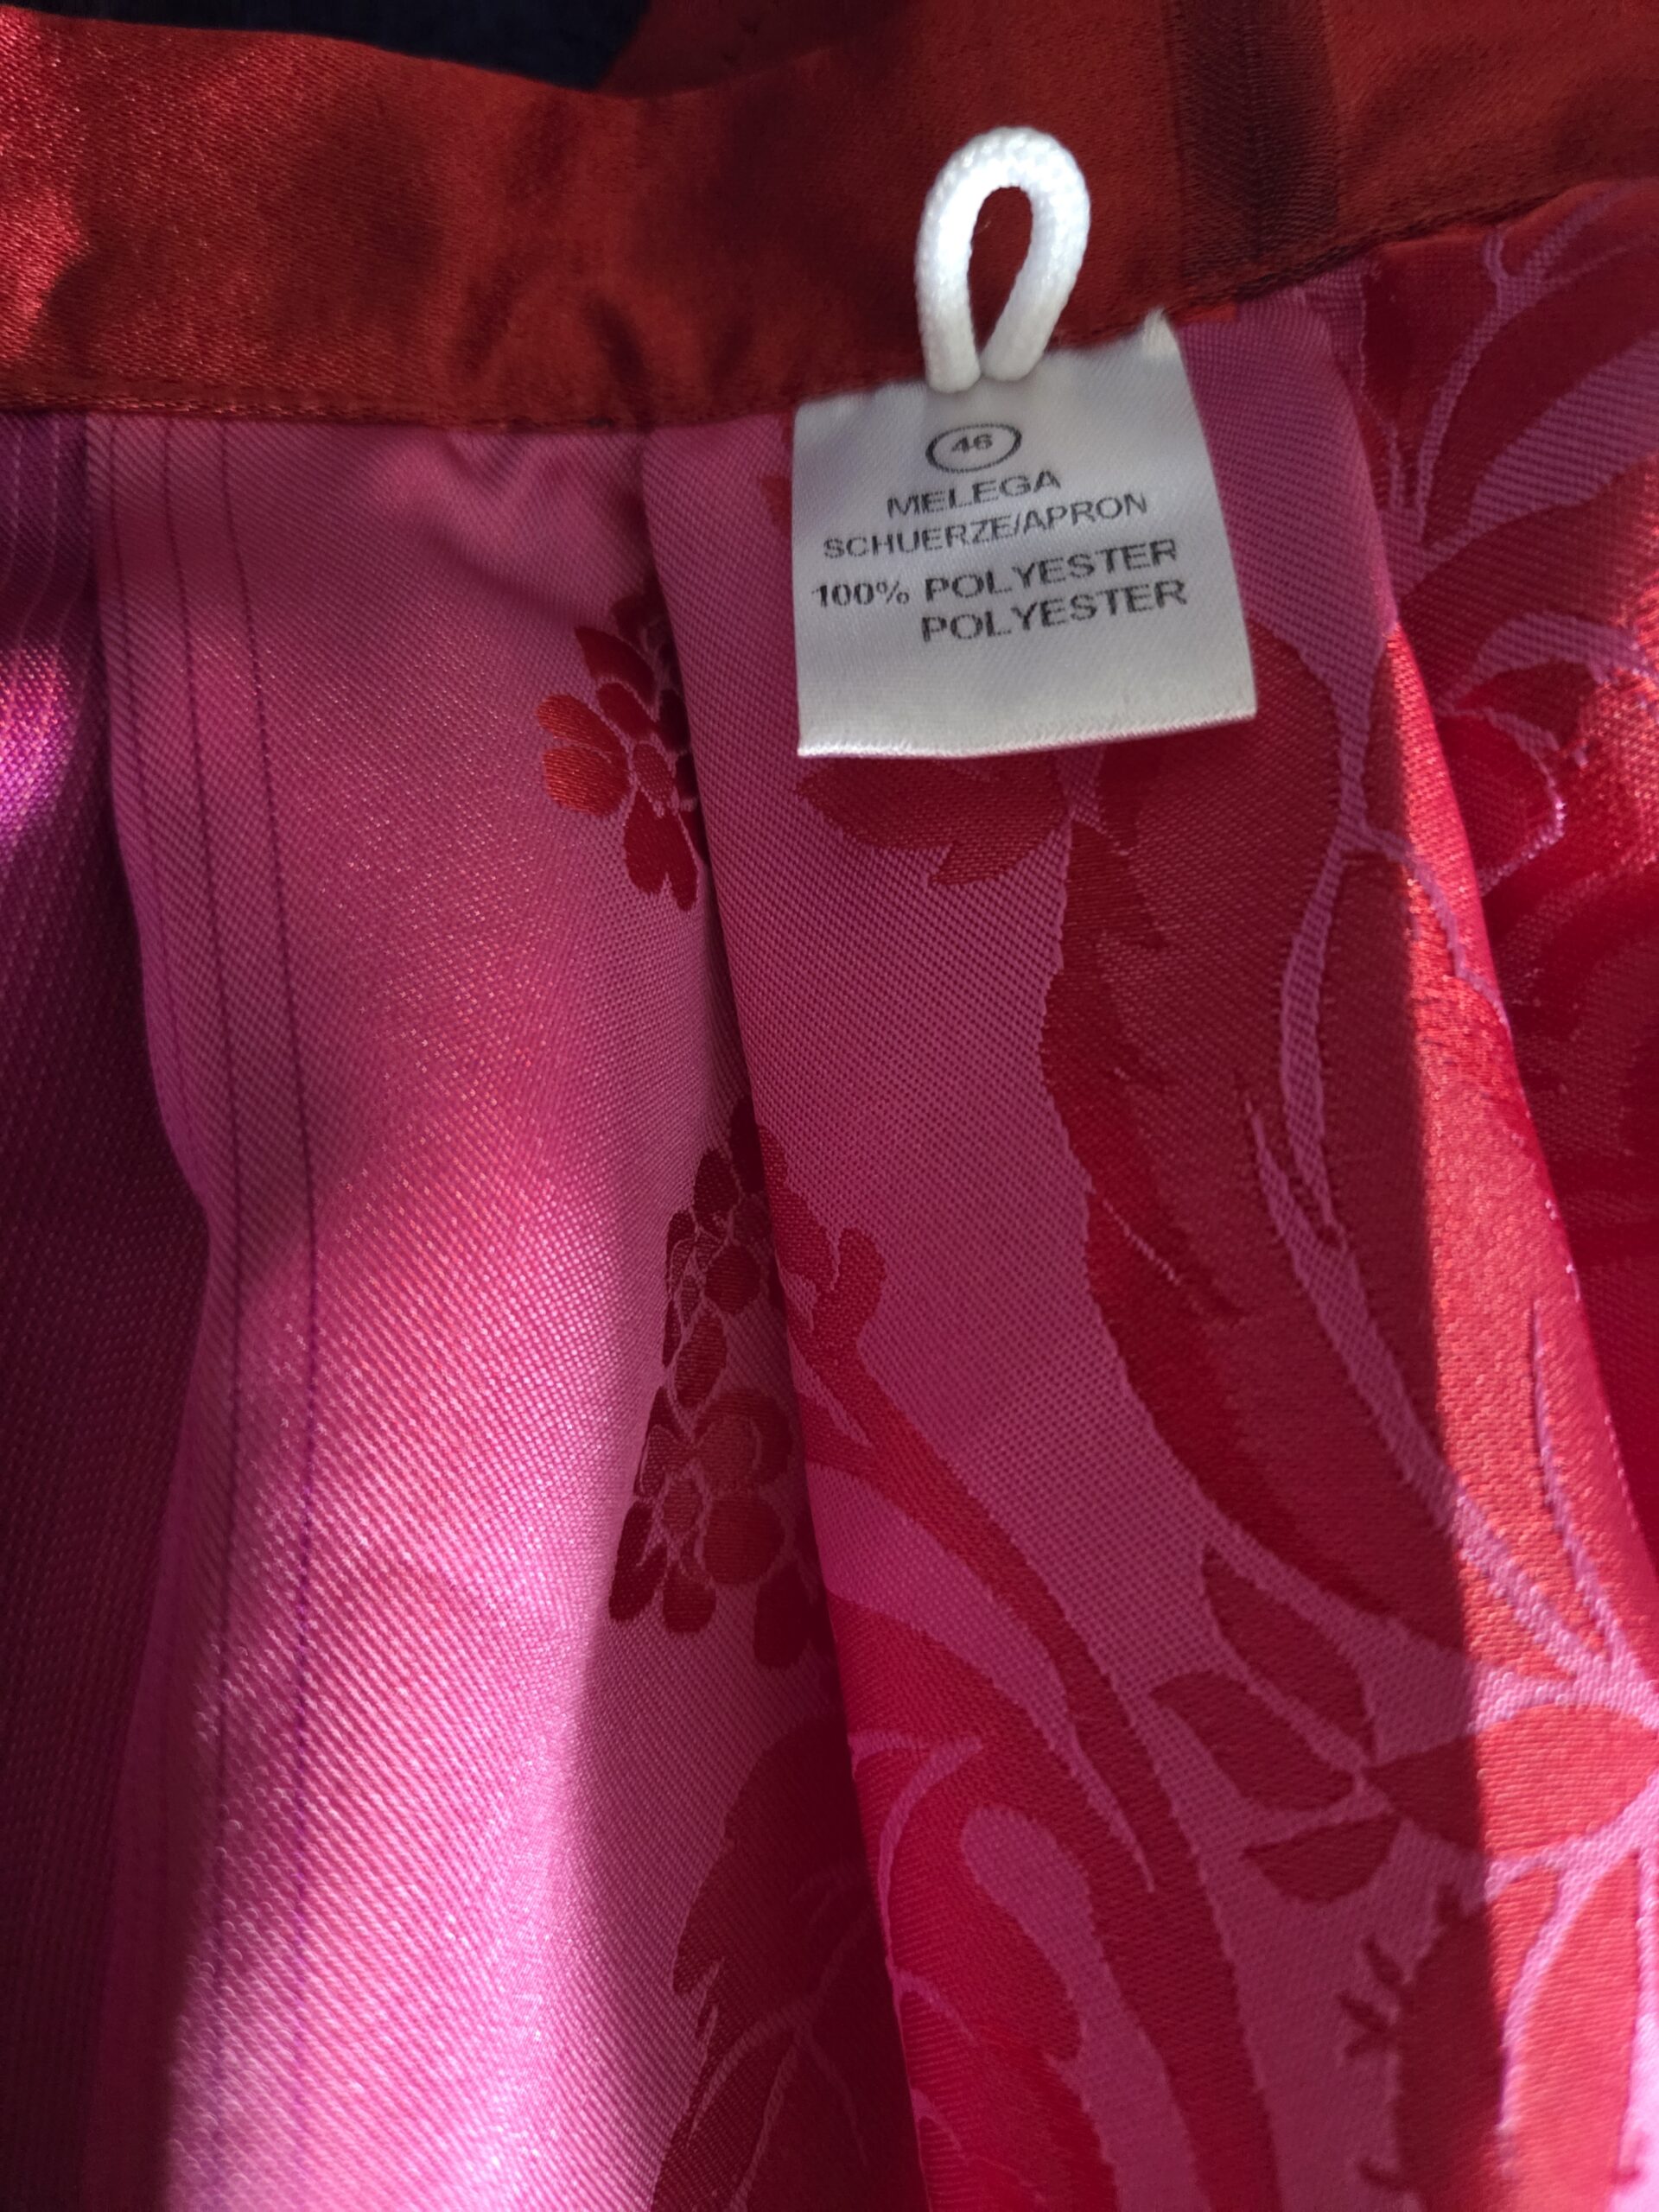 46
MELEGA
SCHUERZE/APRON
100% POLYESTER
POLYESTER